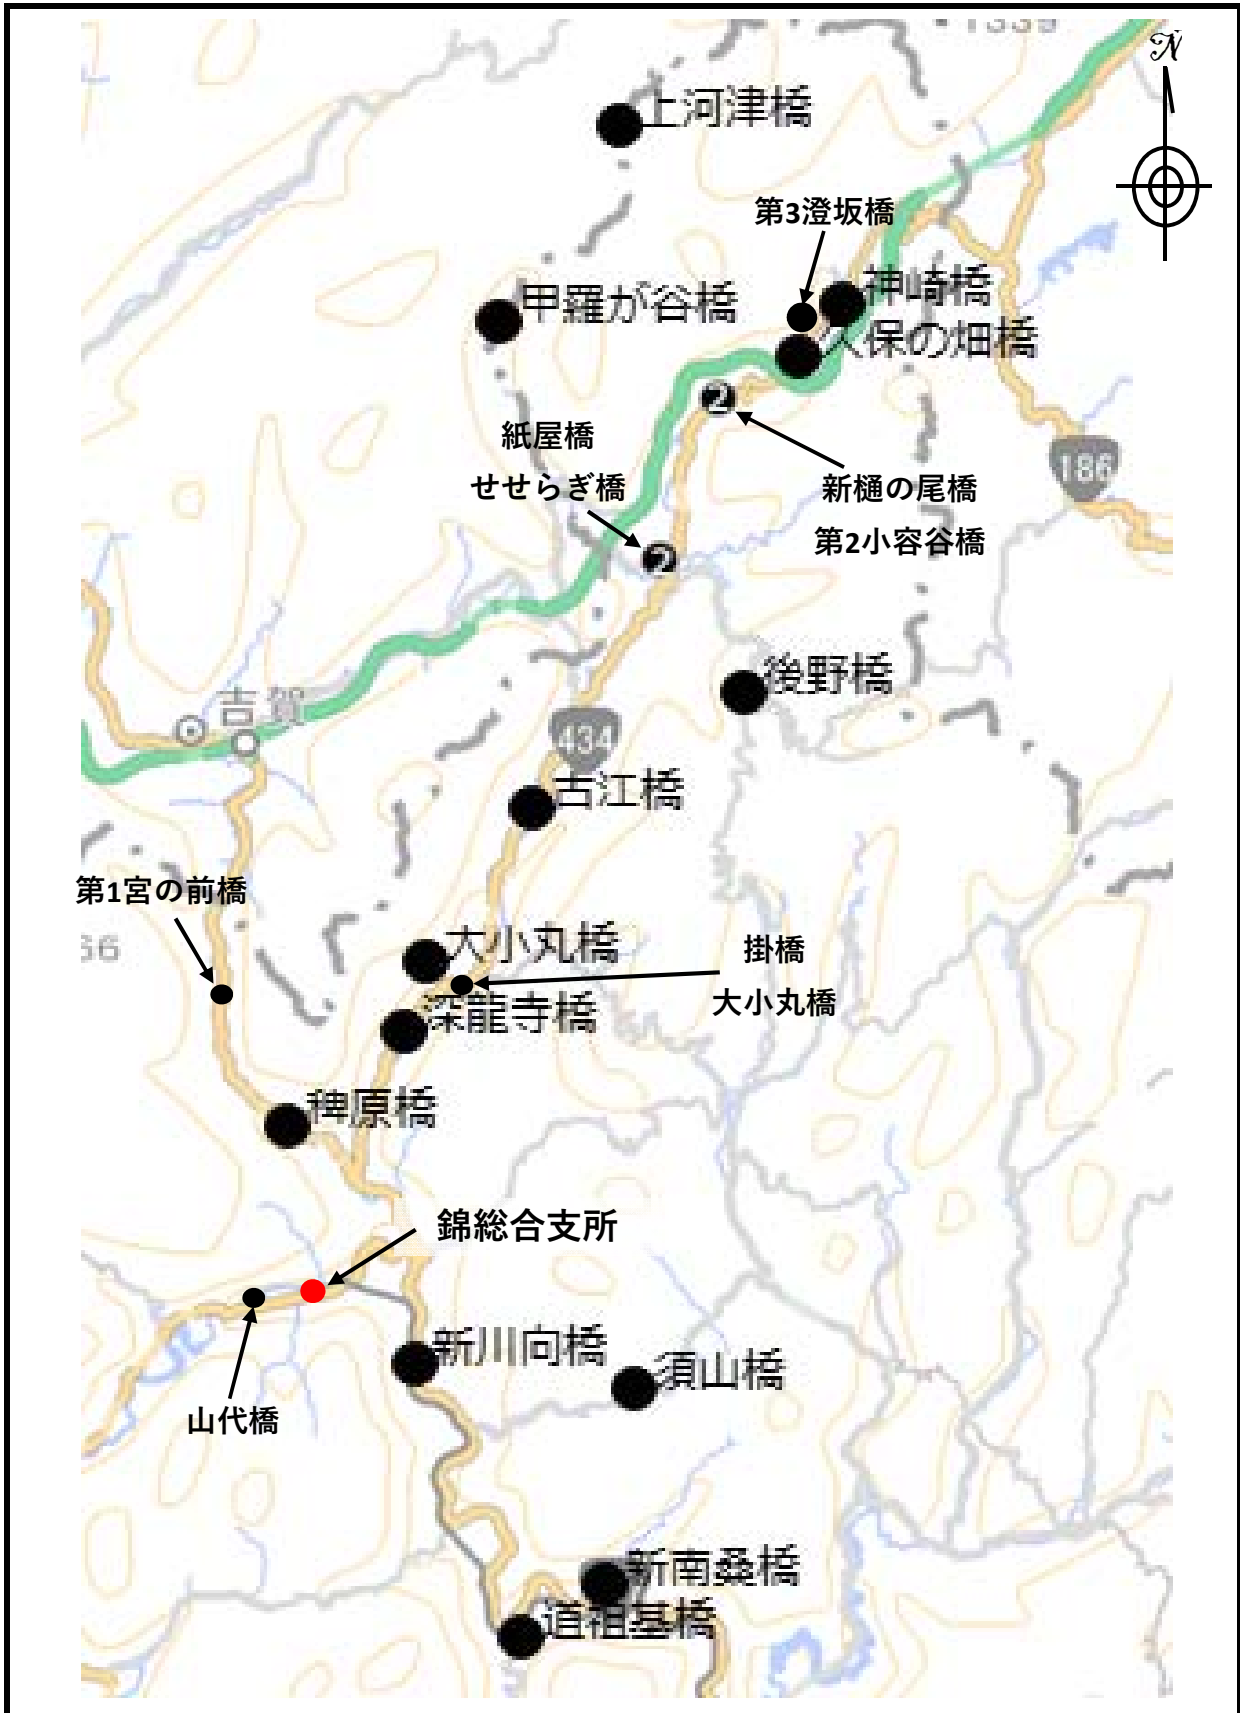 1339
N
上河津橋
第3澄坂橋
神崎橋
甲羅が谷橋
久保の畑橋
2
紙屋橋
せせらぎ橋
186
新樋の尾橋
第2小容谷橋
2
後野橋
吉賀
434
古江橋
第1宮の前橋
66
大小丸橋
掛橋
大小丸橋
深龍寺橋
稗原橋
錦総合支所
新川向橋
須山橋
山代橋
新南桑橋
道祖基橋